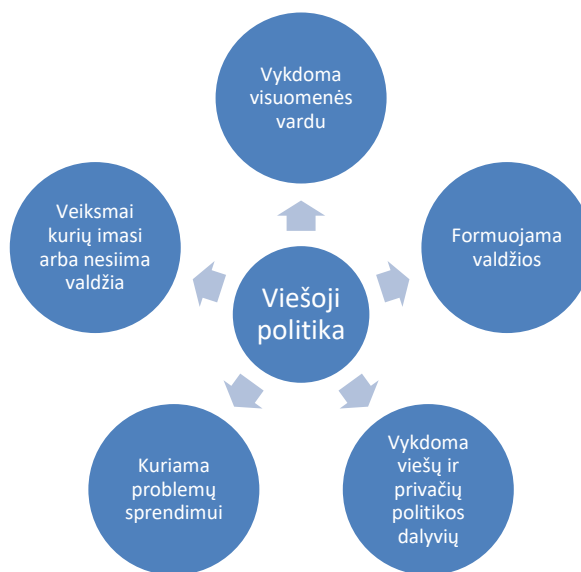 Vykdoma
visuomenės
vardu
Veiksmai
kurių imasi
arba nesiima
valdžia
Formuojama
valdžios
Viešoji
politika
Kuriama
problemų
sprendimui
Vykdoma
viešų ir
privačių
politikos
dalyvių